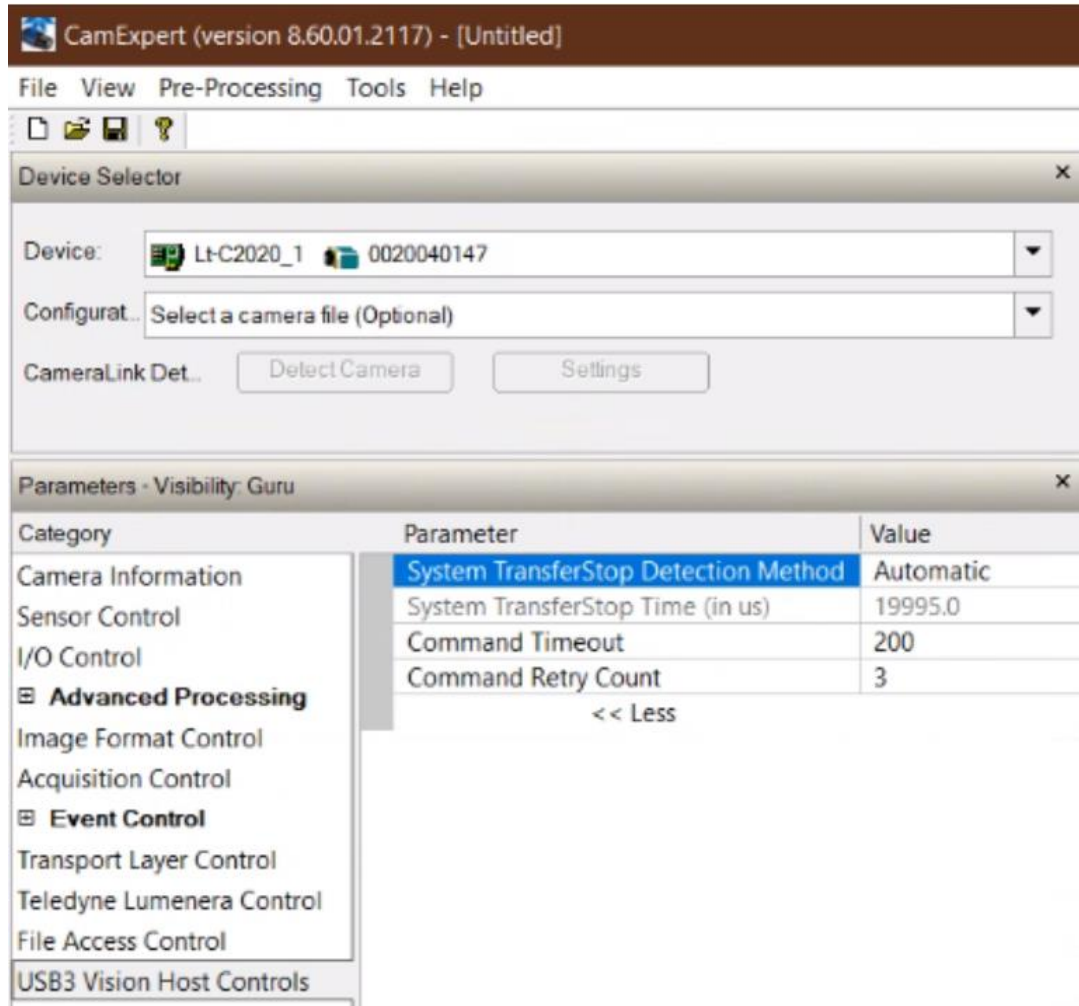 CamExpert (version 8.60.01.2117) - [Untitled]
File View Pre-Processing Tools Help
Device Selector
Device: Lt-C2020_1 0020040147
Configurat... Select a camera file (Optional)
CameraLink Det... Detect Camera Settings
Parameters - Visibility: Guru
Category Parameter Value
Camera Information System TransferStop Detection Method Automatic
Sensor Control System TransferStop Time (in us) 19995.0
I/O Control Command Timeout 200
Advanced Processing Command Retry Count 3
<< Less
Image Format Control
Acquisition Control
Event Control
Transport Layer Control
Teledyne Lumenera Control
File Access Control
USB3 Vision Host Controls